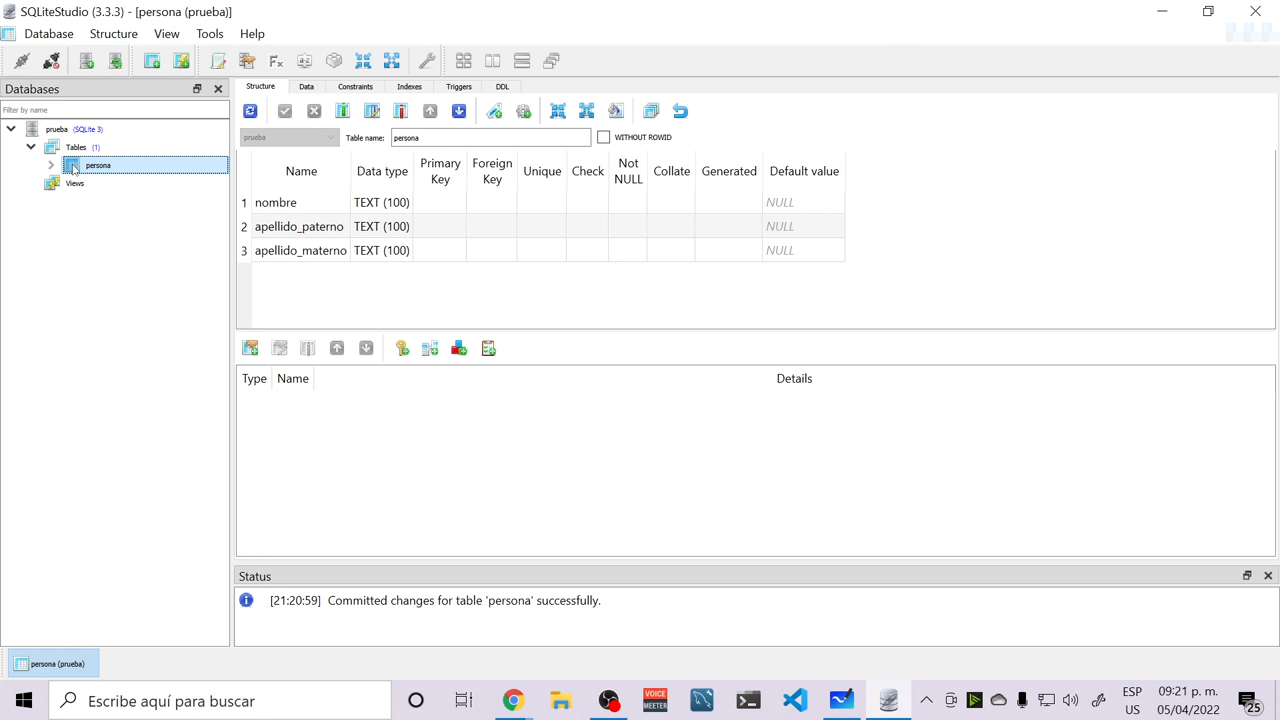 SQLiteStudio (3.3.3) - [persona (prueba)]
Database Structure View Tools Help
Databases
Filter by name
prueba (SQLite 3)
Tables (1)
persona
Views
Structure Data Constraints Indexes Triggers DDL
prueba Table name: persona WITHOUT ROWID
Name Data type Primary Key Foreign Key Unique Check Not NULL Collate Generated Default value
1 nombre TEXT (100) NULL
2 apellido_paterno TEXT (100) NULL
3 apellido_materno TEXT (100) NULL
Type Name Details
Status
[21:20:59] Committed changes for table 'persona' successfully.
persona (prueba)
Escribe aquí para buscar
VOICE MEETER
ESP
US
09:21 p. m.
05/04/2022
25